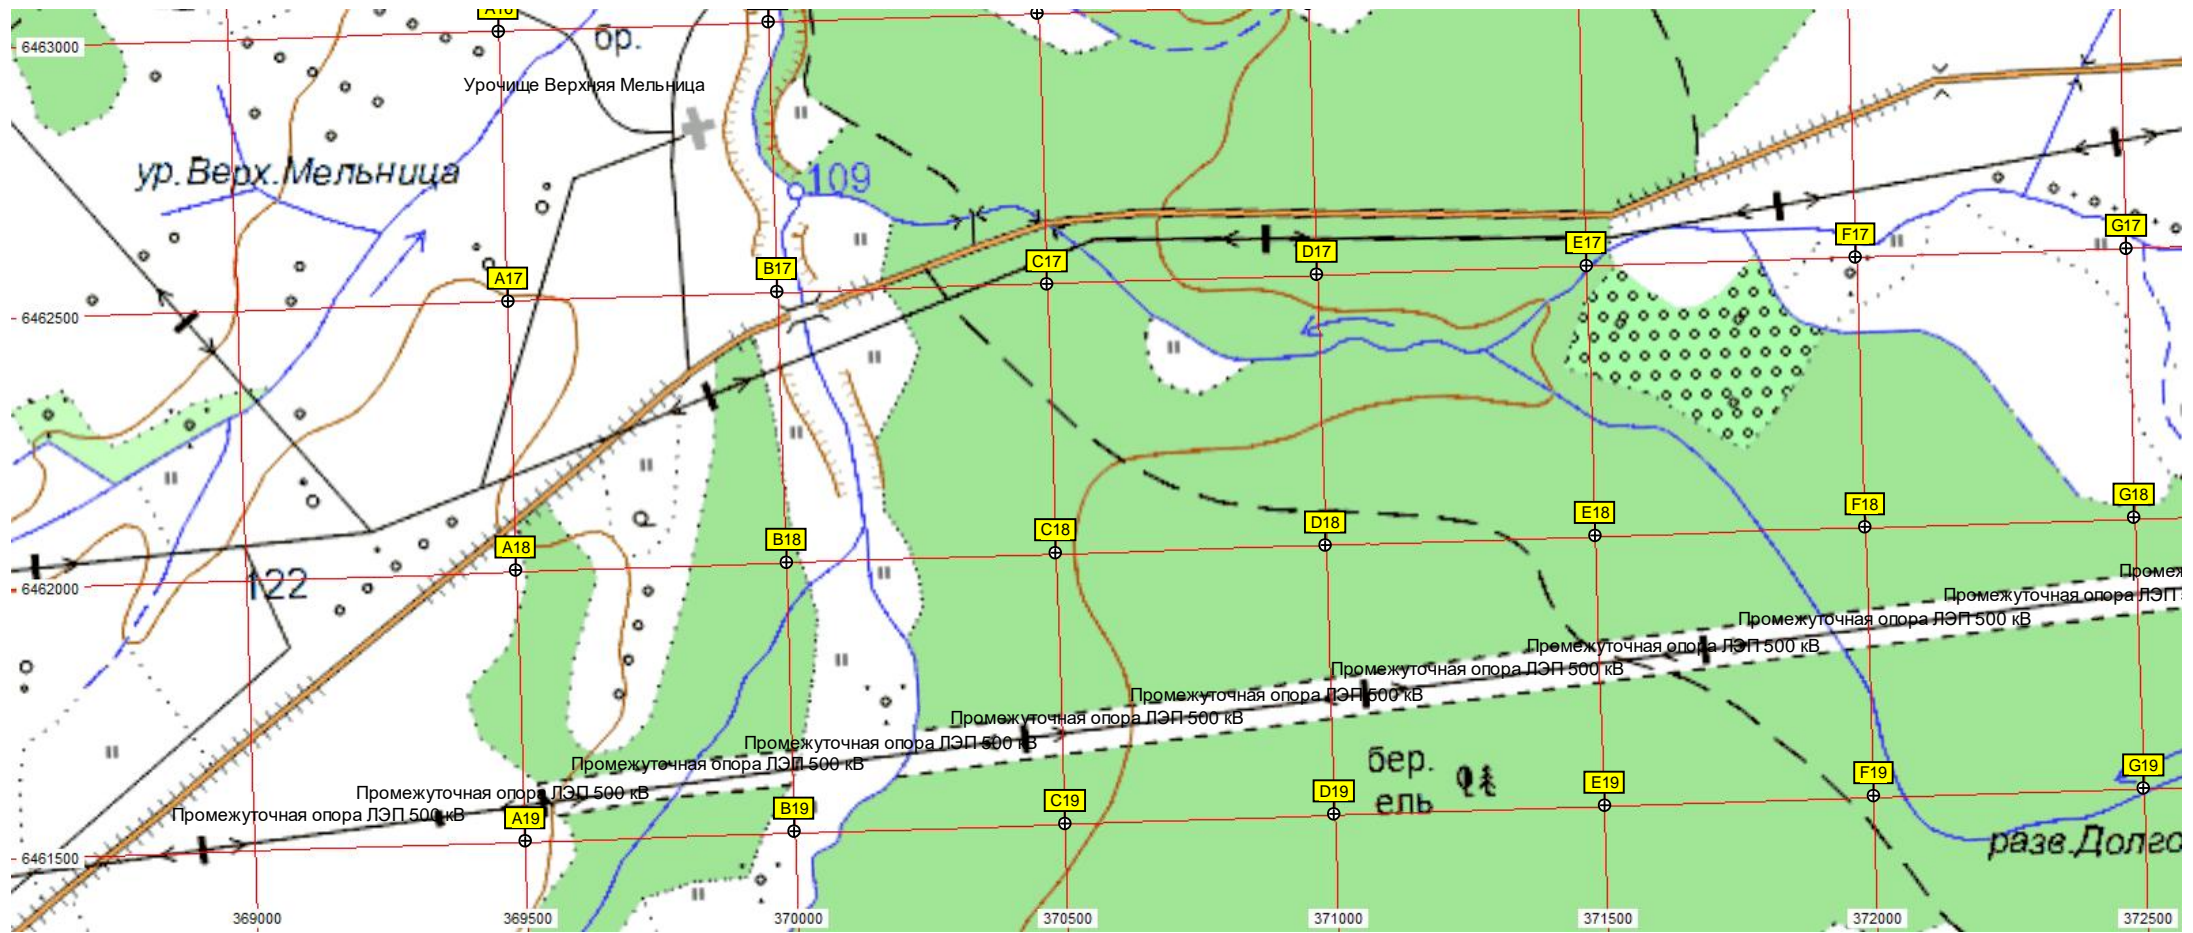 A16
6463000
ор.
Урочище Верхняя Мельница
ур.Верх.Мельница
109
A17
B17
C17
D17
E17
F17
G17
6462500
A18
B18
C18
D18
E18
F18
G18
6462000
122
Промеж
Промежуточная опора ЛЭП 5
Промежуточная опора ЛЭП 500 кВ
Промежуточная опора ЛЭП 500 кВ
Промежуточная опора ЛЭП 500 кВ
Промежуточная опора ЛЭП 500 кВ
Промежуточная опора ЛЭП 500 кВ
Промежуточная опора ЛЭП 500 кВ
Промежуточная опора ЛЭП 500 кВ
Промежуточная опора ЛЭП 500 кВ
Промежуточная опора ЛЭП 500 кВ
бер.
ель
A19
B19
C19
D19
E19
F19
G19
разв.Долго
6461500
369000
369500
370000
370500
371000
371500
372000
372500